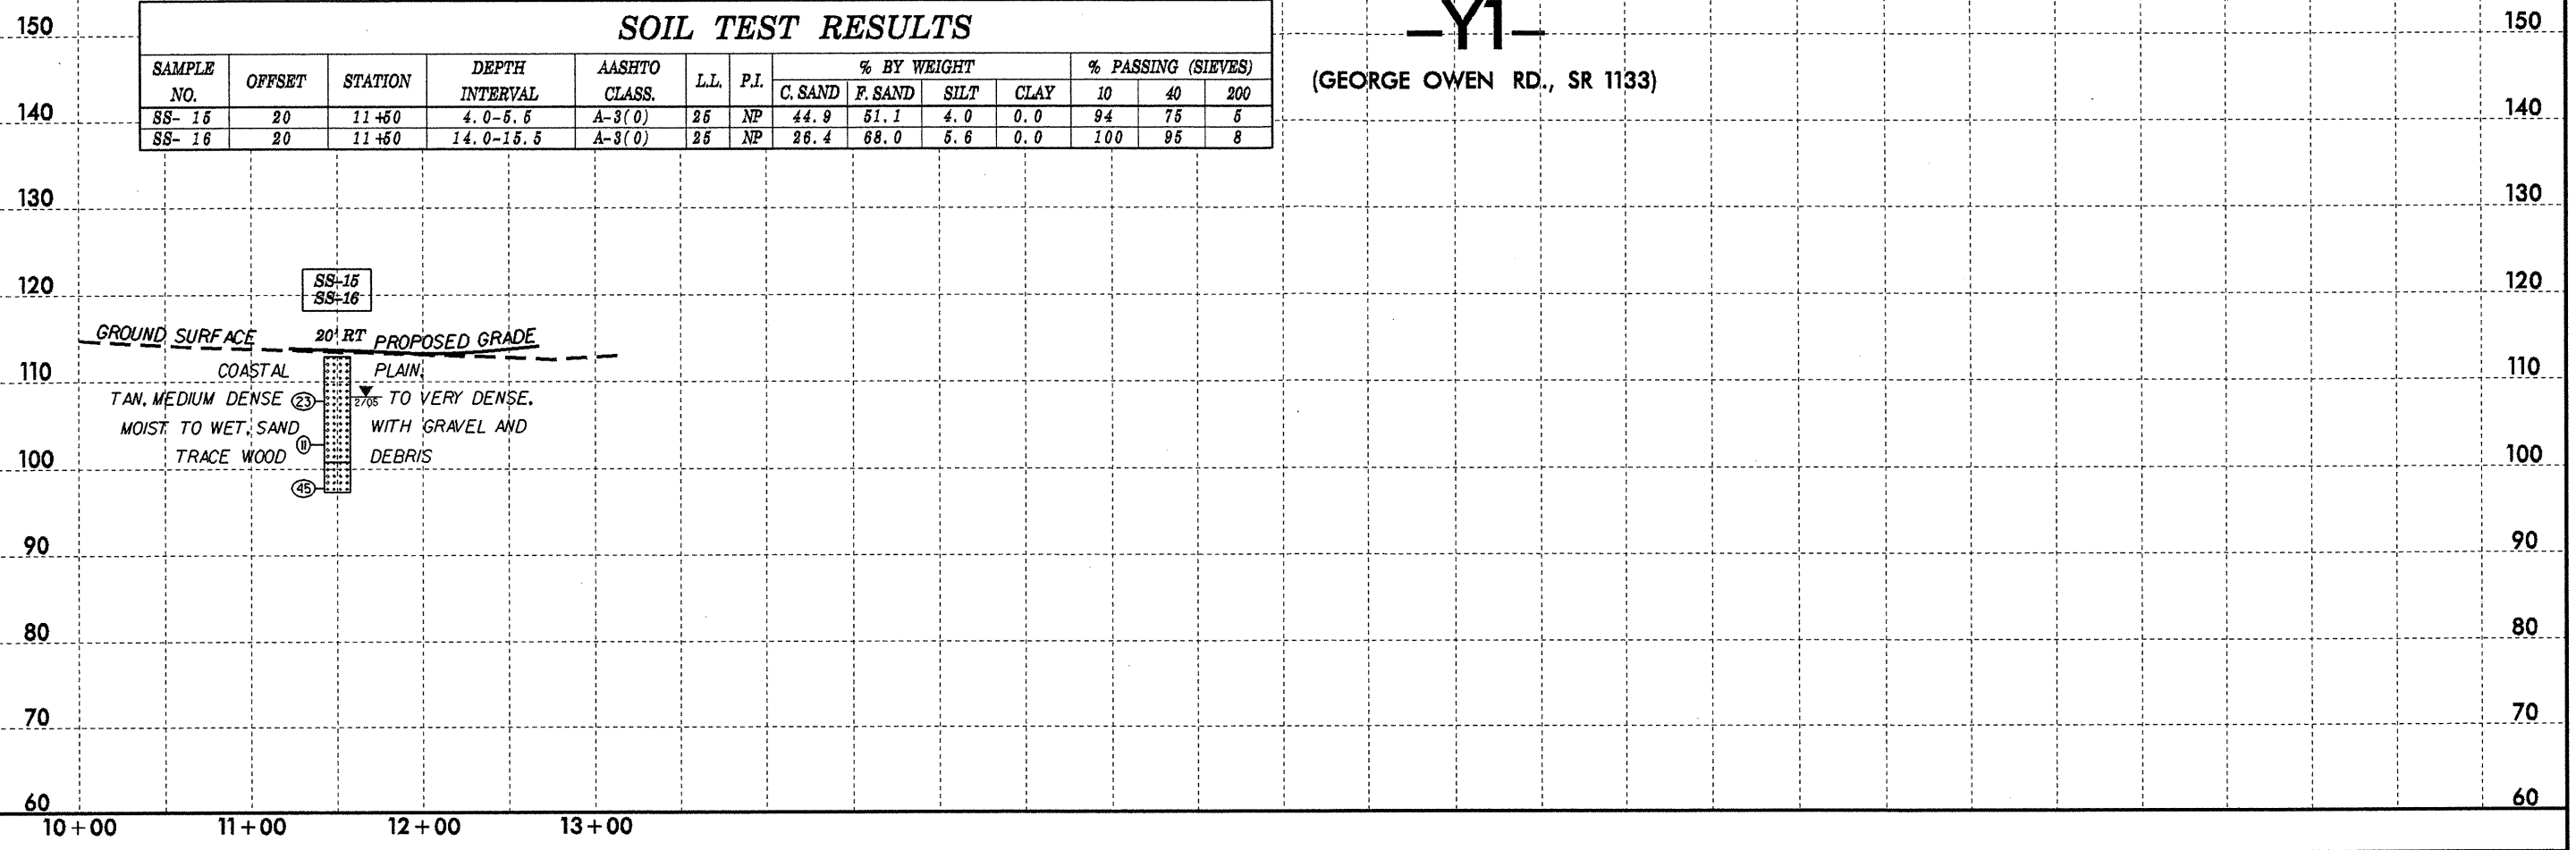 SOIL TEST RESULTS
SAMPLE NO. OFFSET STATION DEPTH INTERVAL AASHTO CLASS. L.L. P.I. % BY WEIGHT % PASSING (SIEVES)
C. SAND F. SAND SILT CLAY 10 40 200
SS- 15 20 11+50 4.0-5.5 A-3(0) 25 NP 44.9 51.1 4.0 0.0 94 75 5
SS- 16 20 11+50 14.0-15.5 A-3(0) 25 NP 26.4 68.0 5.6 0.0 100 95 8
-Y1-
(GEORGE OWEN RD., SR 1133)
150 150
140 140
130 130
120 120
SS-15
SS-16
GROUND SURFACE 20' RT PROPOSED GRADE
110 110
COASTAL PLAIN,
TAN, MEDIUM DENSE 23 2/05 TO VERY DENSE,
MOIST TO WET, SAND WITH GRAVEL AND
11
TRACE WOOD DEBRIS
100 100
45
90 90
80 80
70 70
60 60
10+00 11+00 12+00 13+00